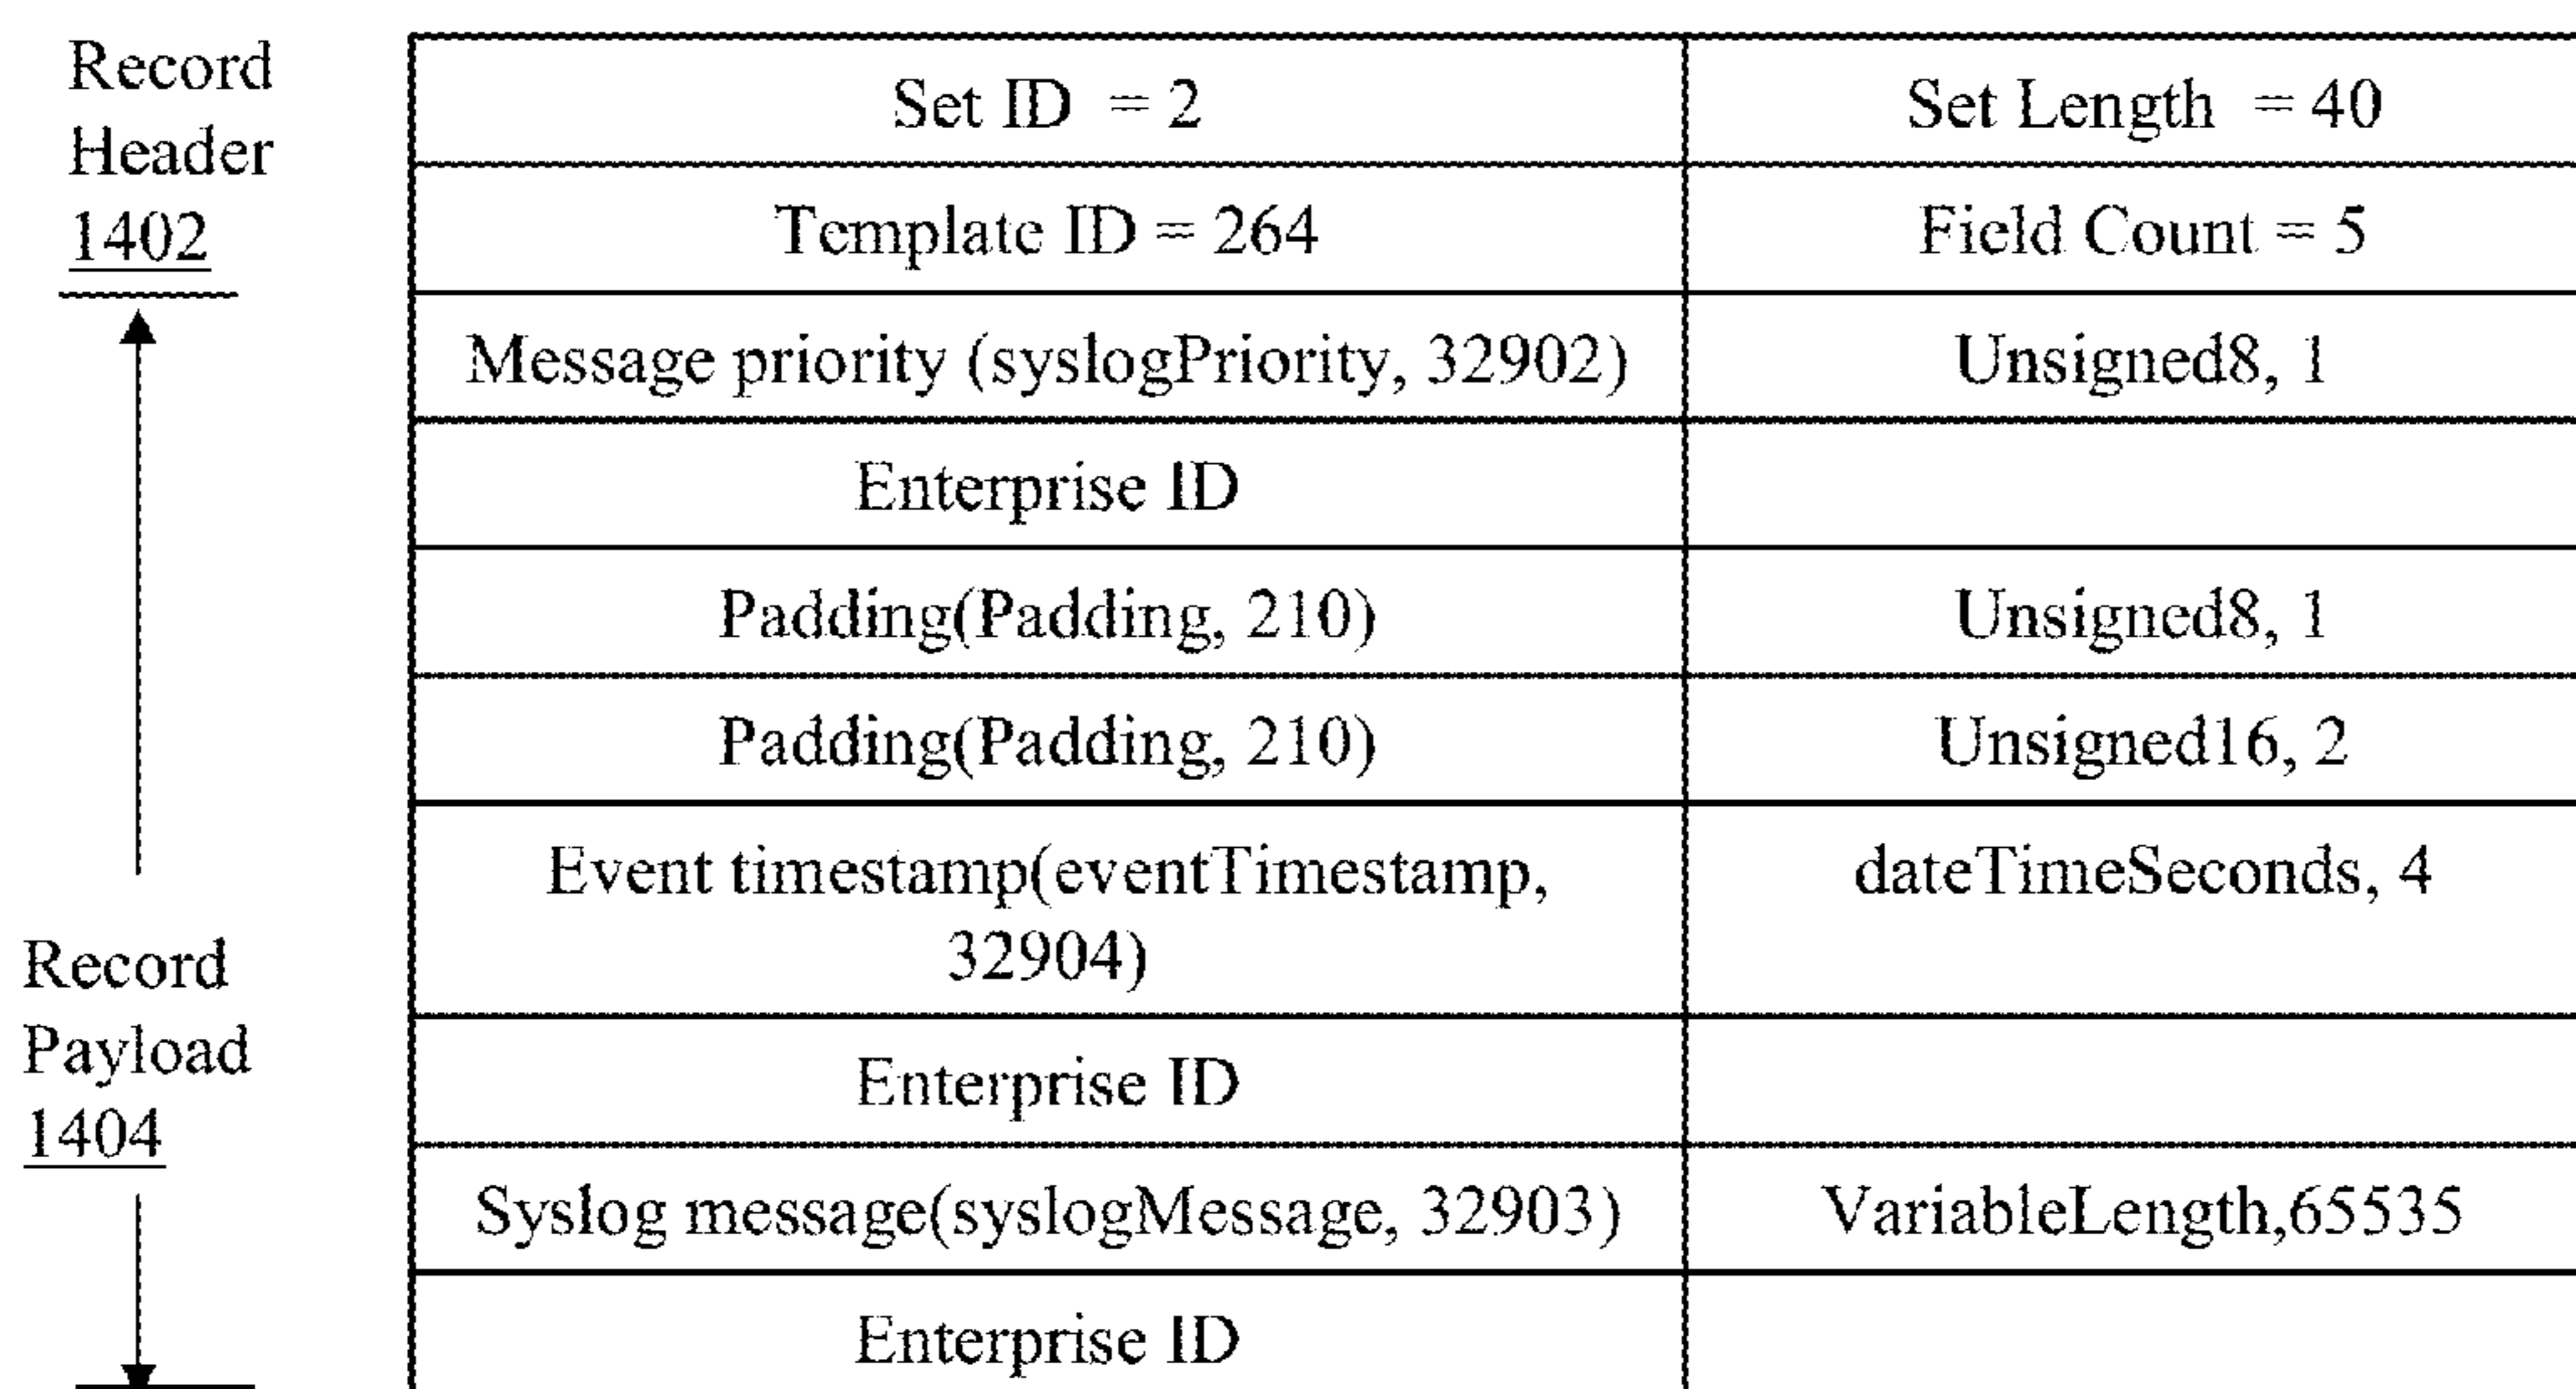 Record
Header
1402
Set ID = 2
Set Length = 40
Template ID = 264
Field Count = 5
Message priority (syslogPriority, 32902)
Unsigned8, 1
Enterprise ID
Padding(Padding, 210)
Unsigned8, 1
Padding(Padding, 210)
Unsigned16, 2
Event timestamp(eventTimestamp,
32904)
dateTimeSeconds, 4
Record
Payload
1404
Enterprise ID
Syslog message(syslogMessage, 32903)
VariableLength,65535
Enterprise ID